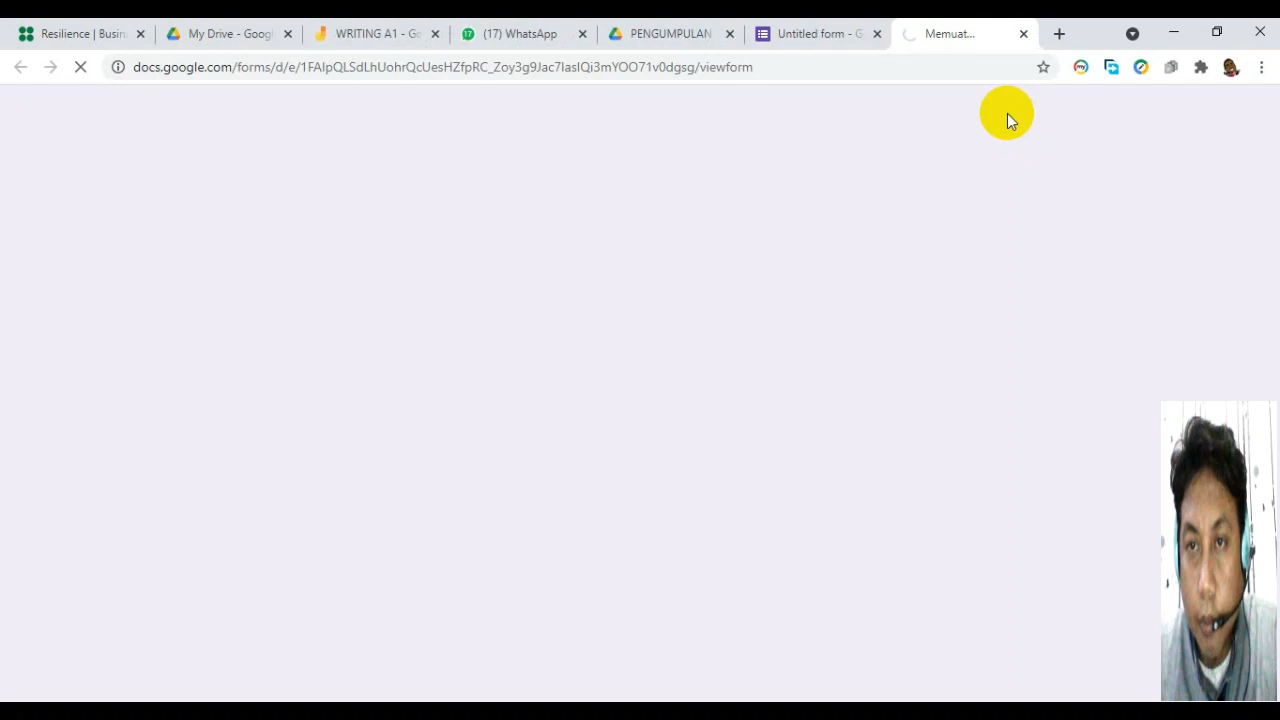 Resilience | Busin
My Drive - Googl
WRITING A1 - Go
(17) WhatsApp
PENGUMPULAN
Untitled form - G
Memuat...
docs.google.com/forms/d/e/1FAIpQLSdLhUohrQcUesHZfpRC_Zoy3g9Jac7IasIQi3mYOO71v0dgsg/viewform